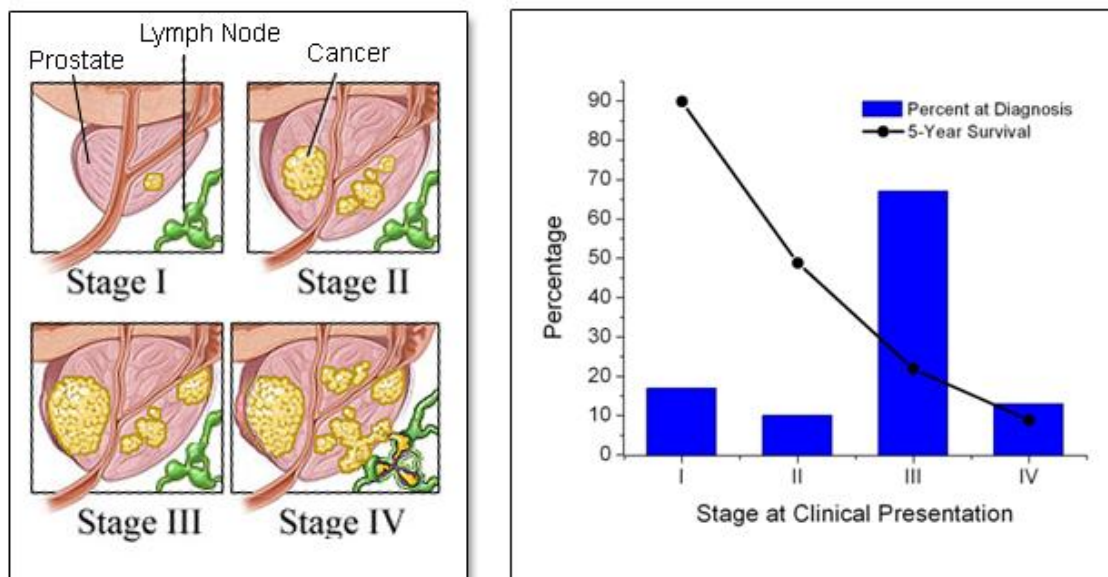 Lymph Node
Prostate
Cancer
Stage I
Stage II
Stage III
Stage IV
Percent at Diagnosis
5-Year Survival
Percentage
90
80
70
60
50
40
30
20
10
0
I
II
III
IV
Stage at Clinical Presentation